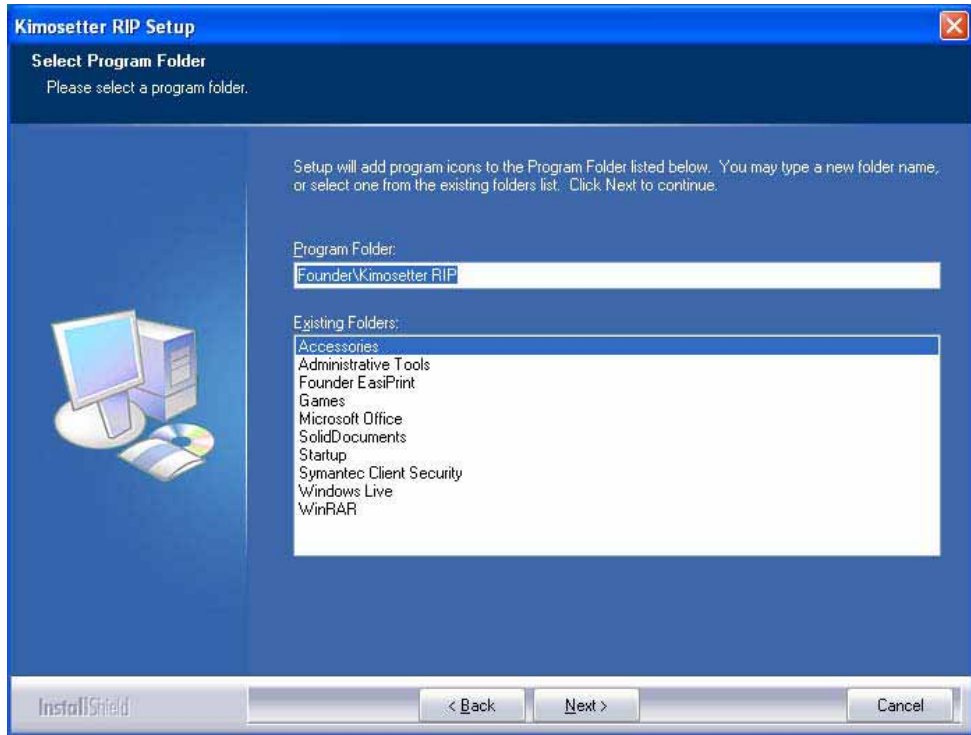 Kimosetter RIP Setup
Select Program Folder
Please select a program folder.
Setup will add program icons to the Program Folder listed below. You may type a new folder name,
or select one from the existing folders list. Click Next to continue.
Program Folder:
Founder\Kimosetter RIP
Existing Folders:
Accessories
Administrative Tools
Founder EasiPrint
Games
Microsoft Office
SolidDocuments
Startup
Symantec Client Security
Windows Live
WinRAR
InstallShield
< Back
Next >
Cancel